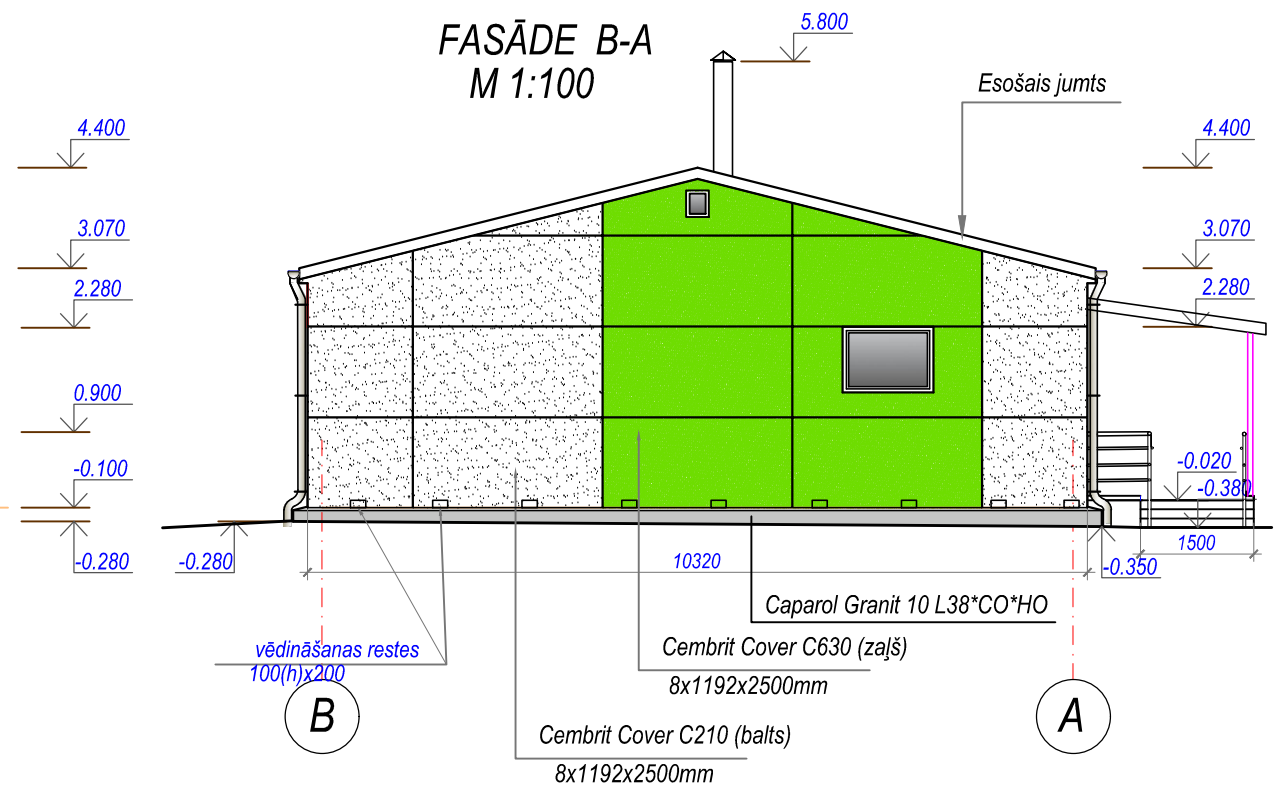 FASĀDE B-A
M 1:100
5.800
Esošais jumts
4.400
4.400
3.070
3.070
2.280
2.280
0.900
-0.100
-0.020
-0.380
-0.280
-0.280
10320
-0.350
1500
Caparol Granit 10 L38*CO*HO
vēdināšanas restes
100(h)x200
Cembrit Cover C630 (zaļš)
8x1192x2500mm
B
A
Cembrit Cover C210 (balts)
8x1192x2500mm